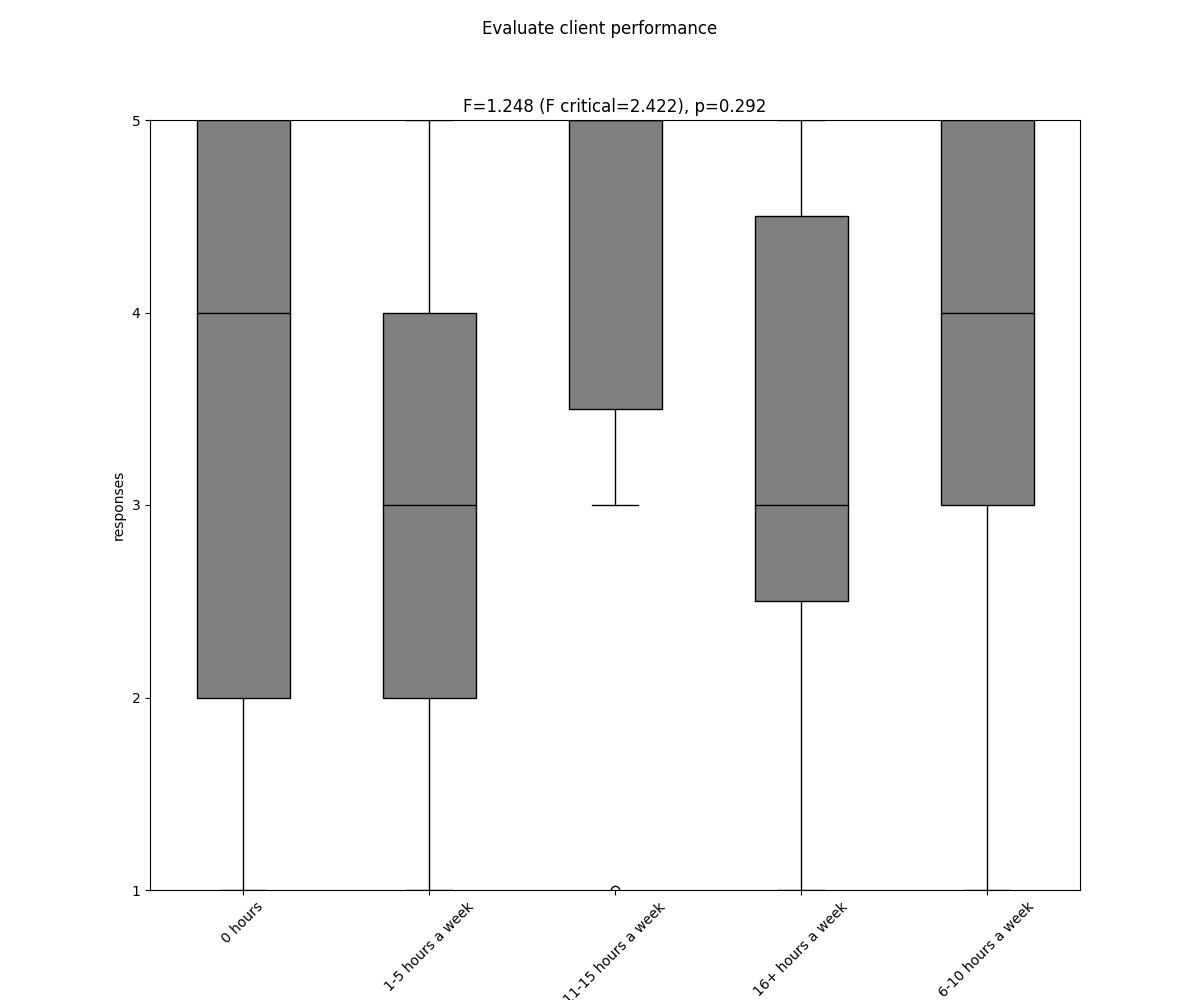 Evaluate client performance
F=1.248 (F critical=2.422), p=0.292
5
4
3
2
1
responses
0 hours
1-5 hours a week
11-15 hours a week
16+ hours a week
6-10 hours a week